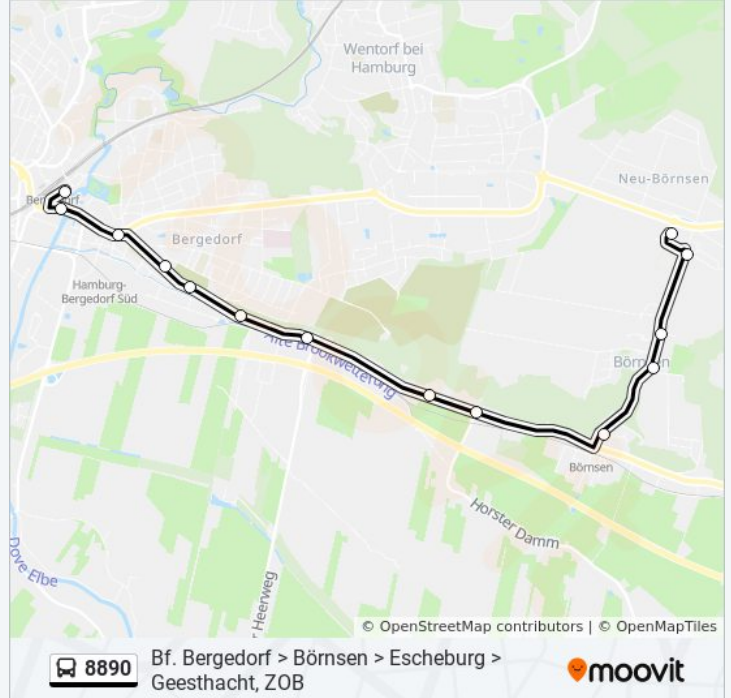 Wentorf bei
Hamburg
Neu-Börnsen
Bergedorf
Hamburg-
Bergedorf Süd
Alte Brookwetterung
Börnsen
Börnsen
Horster Damm
Dove Elbe
r Heerweg
© OpenStreetMap contributors | © OpenMapTiles
8890 Bf. Bergedorf > Börnsen > Escheburg >
Geesthacht, ZOB
moovit